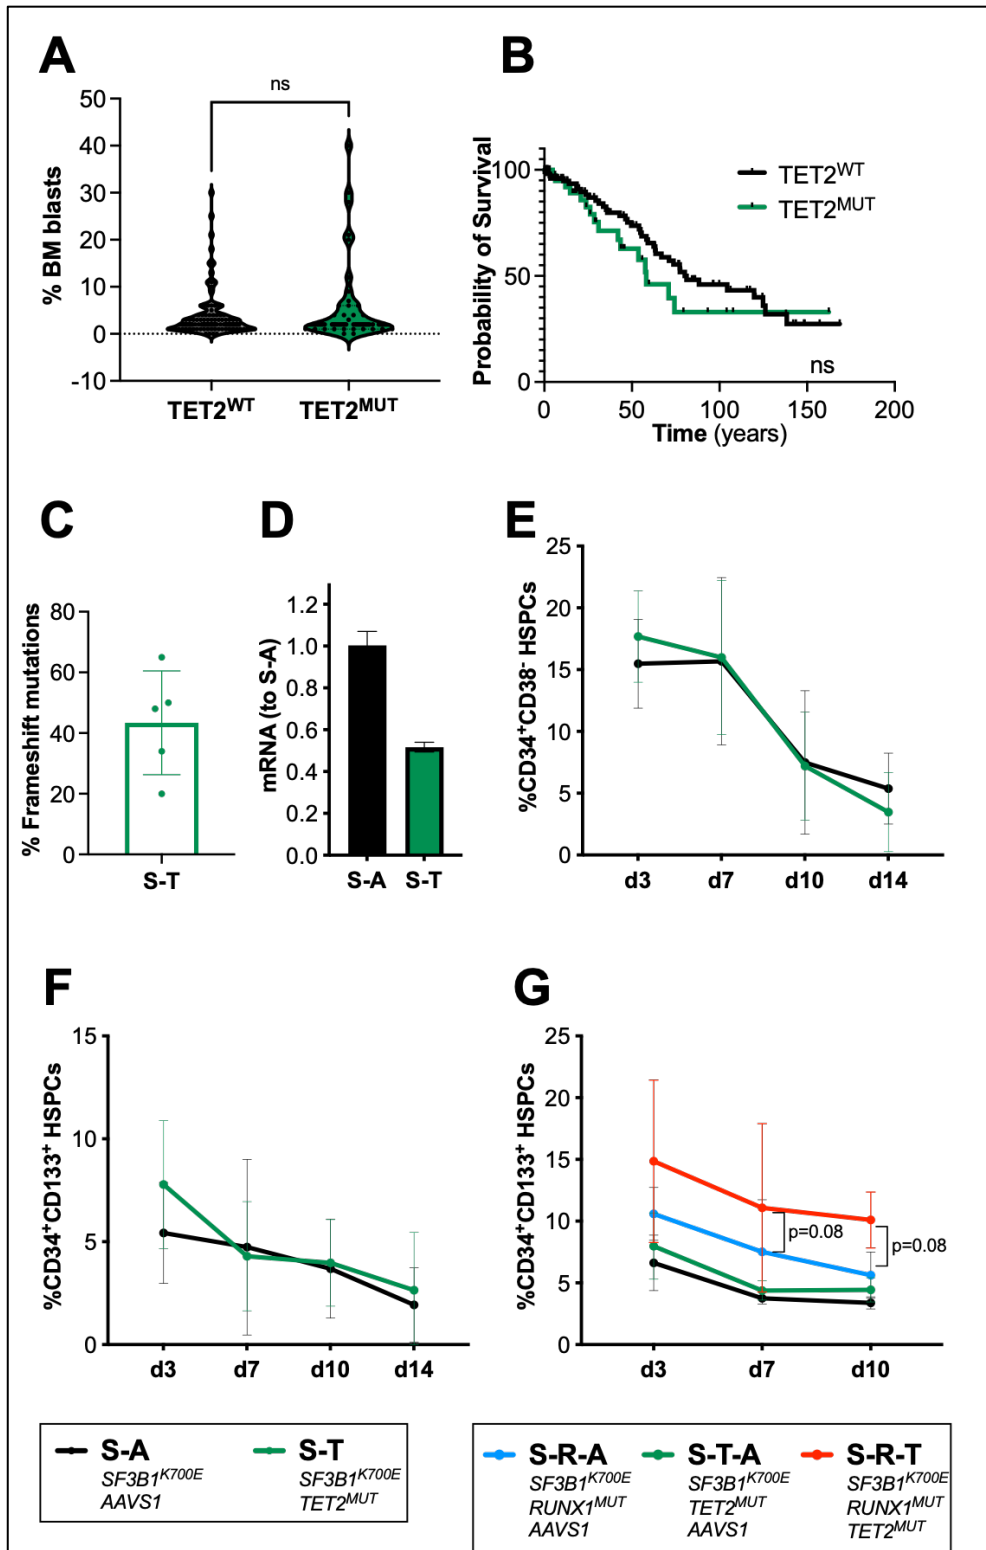 A
ns
50
40
30
20
10
0
-10
% BM blasts
TET2WT
TET2MUT
B
100
50
0
Probability of Survival
TET2WT
TET2MUT
ns
0
50
100
150
200
Time (years)
C
80
60
40
20
0
% Frameshift mutations
S-T
D
1.2
1.0
0.8
0.6
0.4
0.2
0.0
mRNA (to S-A)
S-A
S-T
E
25
20
15
10
5
0
%CD34+CD38- HSPCs
d3
d7
d10
d14
F
15
10
5
0
%CD34+CD133+ HSPCs
d3
d7
d10
d14
G
25
20
15
10
5
0
%CD34+CD133+ HSPCs
p=0.08
p=0.08
d3
d7
d10
S-A
SF3B1K700E
AAVS1
S-T
SF3B1K700E
TET2MUT
S-R-A
SF3B1K700E
RUNX1MUT
AAVS1
S-T-A
SF3B1K700E
TET2MUT
AAVS1
S-R-T
SF3B1K700E
RUNX1MUT
TET2MUT